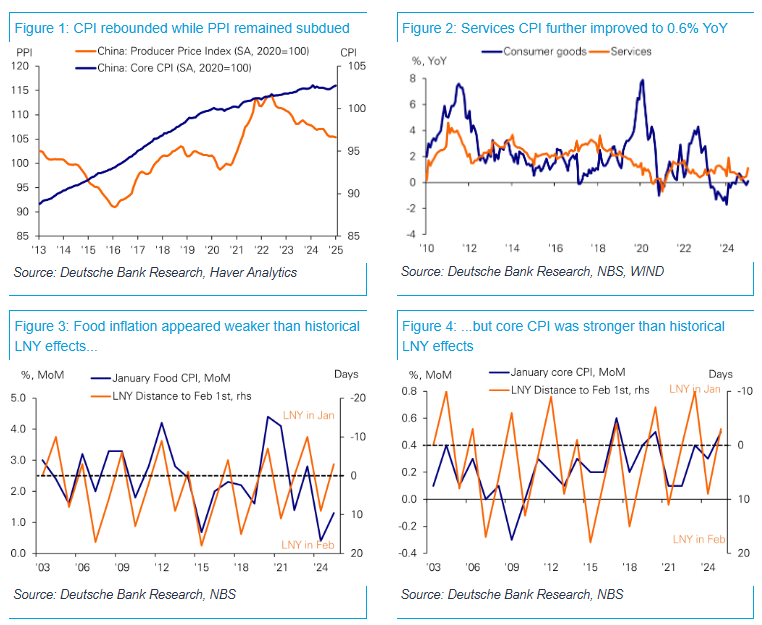 Figure 1: CPI rebounded while PPI remained subdued
PPI
China: Producer Price Index (SA, 2020=100)
CPI
China: Core CPI (SA, 2020=100)
120
115
110
105
100
95
90
85
105
100
95
90
85
'13 '14 '15 '16 '17 '18 '19 '20 '21 '22 '23 '24 '25
Source: Deutsche Bank Research, Haver Analytics
Figure 2: Services CPI further improved to 0.6% YoY
Consumer goods
Services
%, YoY
8
6
4
2
0
-2
-4
'10 '12 '14 '16 '18 '20 '22 '24
Source: Deutsche Bank Research, NBS, WIND
Figure 3: Food inflation appeared weaker than historical
LNY effects...
%, MoM
January Food CPI, MoM
Days
LNY Distance to Feb 1st, rhs
5.0
4.0
3.0
2.0
1.0
0.0
-20
-10
0
10
20
LNY in Jan
LNY in Feb
'03 '06 '09 '12 '15 '18 '21 '24
Source: Deutsche Bank Research, NBS
Figure 4: ...but core CPI was stronger than historical
LNY effects
%, MoM
January core CPI, MoM
Days
LNY Distance to Feb 1st, rhs
0.8
0.6
0.4
0.2
0.0
-0.2
-0.4
-10
0
10
20
LNY in Jan
LNY in Feb
'03 '06 '09 '12 '15 '18 '21 '24
Source: Deutsche Bank Research, NBS